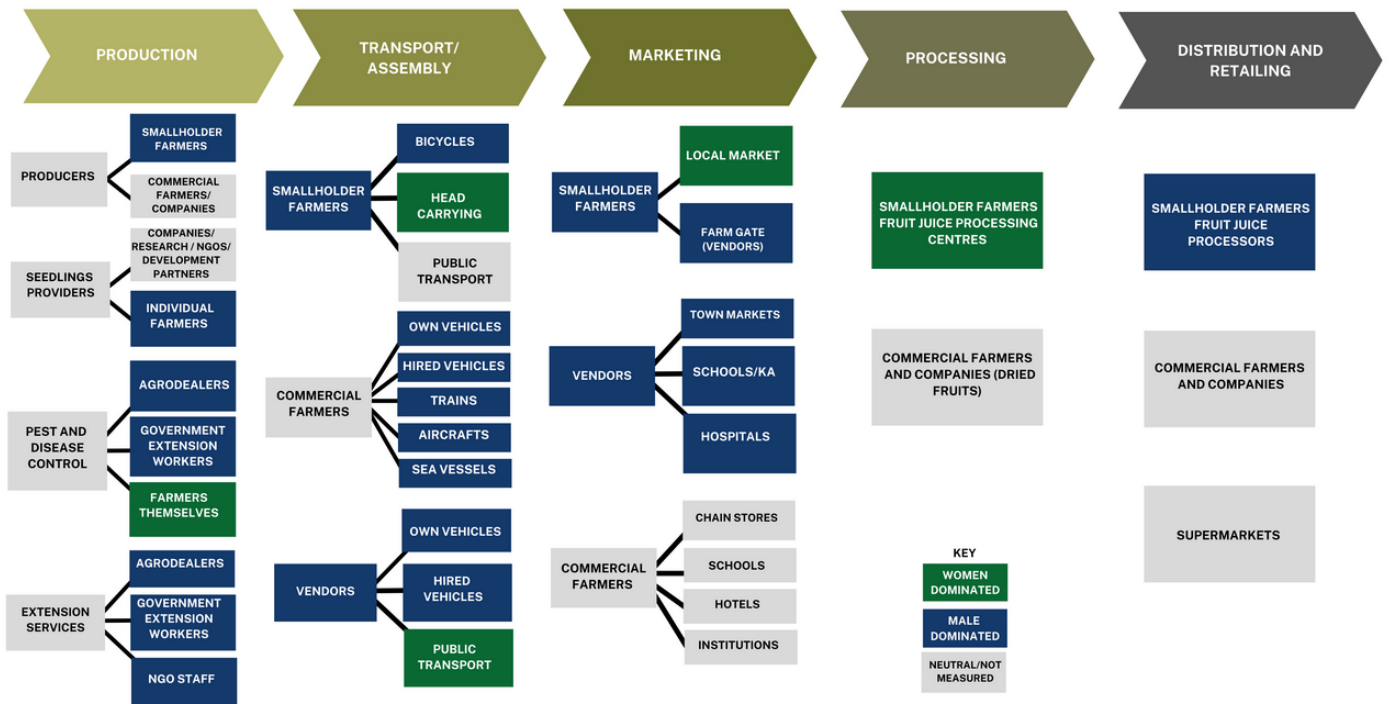 PRODUCTION
TRANSPORT/
ASSEMBLY
MARKETING
PROCESSING
DISTRIBUTION AND
RETAILING
PRODUCERS
SMALLHOLDER
FARMERS
COMMERCIAL
FARMERS/
COMPANIES
SEEDLINGS
PROVIDERS
COMPANIES/
RESEARCH / NGOS/
DEVELOPMENT
PARTNERS
INDIVIDUAL
FARMERS
PEST AND
DISEASE
CONTROL
AGRODEALERS
GOVERNMENT
EXTENSION
WORKERS
FARMERS
THEMSELVES
EXTENSION
SERVICES
AGRODEALERS
GOVERNMENT
EXTENSION
WORKERS
NGO STAFF
SMALLHOLDER
FARMERS
BICYCLES
HEAD
CARRYING
PUBLIC
TRANSPORT
COMMERCIAL
FARMERS
OWN VEHICLES
HIRED VEHICLES
TRAINS
AIRCRAFTS
SEA VESSELS
VENDORS
OWN VEHICLES
HIRED
VEHICLES
PUBLIC
TRANSPORT
SMALLHOLDER
FARMERS
LOCAL MARKET
FARM GATE
(VENDORS)
VENDORS
TOWN MARKETS
SCHOOLS/KA
HOSPITALS
COMMERCIAL
FARMERS
CHAIN STORES
SCHOOLS
HOTELS
INSTITUTIONS
SMALLHOLDER FARMERS
FRUIT JUICE PROCESSING
CENTRES
COMMERCIAL FARMERS
AND COMPANIES (DRIED
FRUITS)
SMALLHOLDER FARMERS
FRUIT JUICE
PROCESSORS
COMMERCIAL FARMERS
AND COMPANIES
SUPERMARKETS
KEY
WOMEN
DOMINATED
MALE
DOMINATED
NEUTRAL/NOT
MEASURED